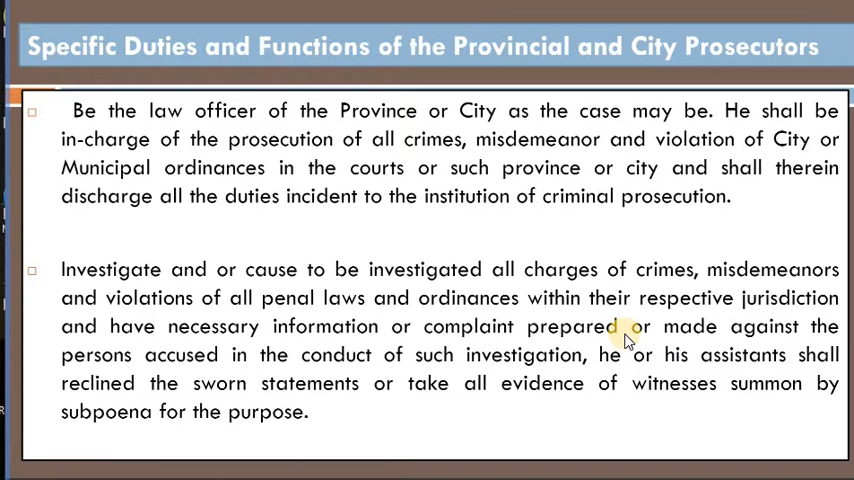 Specific Duties and Functions of the Provincial and City Prosecutors
Be the law officer of the Province or City as the case may be. He shall be
in-charge of the prosecution of all crimes, misdemeanor and violation of City or
Municipal ordinances in the courts or such province or city and shall therein
discharge all the duties incident to the institution of criminal prosecution.
Investigate and or cause to be investigated all charges of crimes, misdemeanors
and violations of all penal laws and ordinances within their respective jurisdiction
and have necessary information or complaint prepared or made against the
persons accused in the conduct of such investigation, he or his assistants shall
reclined the sworn statements or take all evidence of witnesses summon by
subpoena for the purpose.